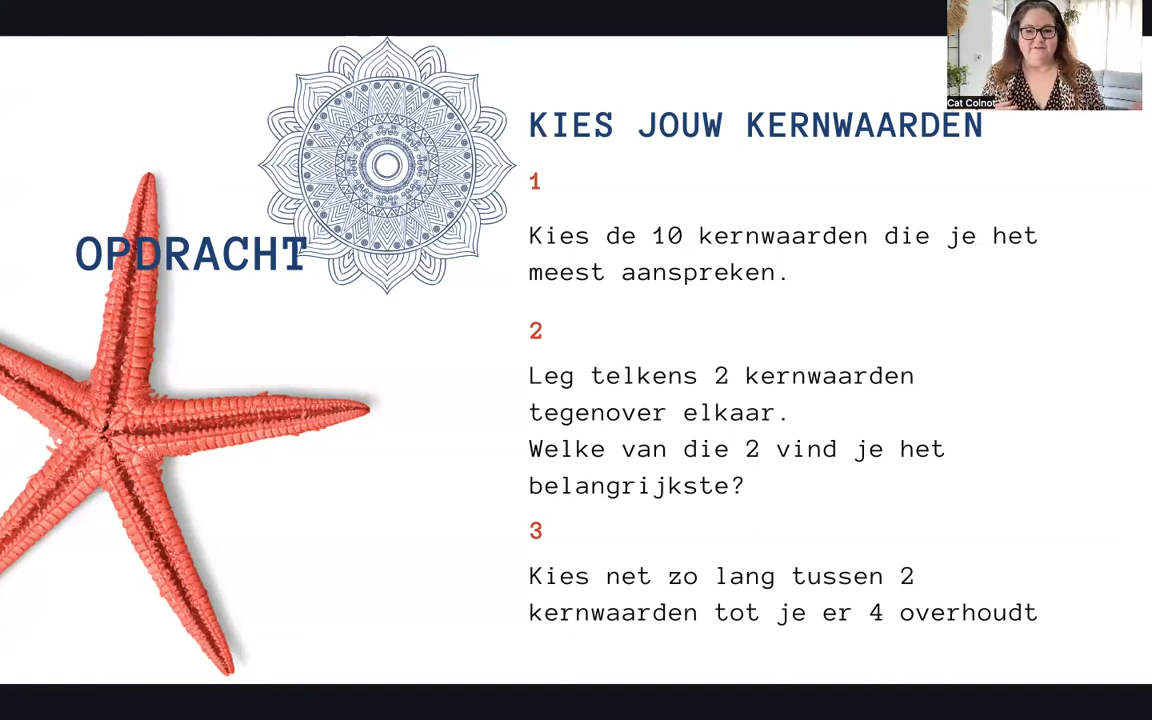 Cat Colnot
OPDRACHT
KIES JOUW KERNWAARDEN
1
Kies de 10 kernwaarden die je het
meest aanspreken.
2
Leg telkens 2 kernwaarden
tegenover elkaar.
Welke van die 2 vind je het
belangrijkste?
3
Kies net zo lang tussen 2
kernwaarden tot je er 4 overhoudt